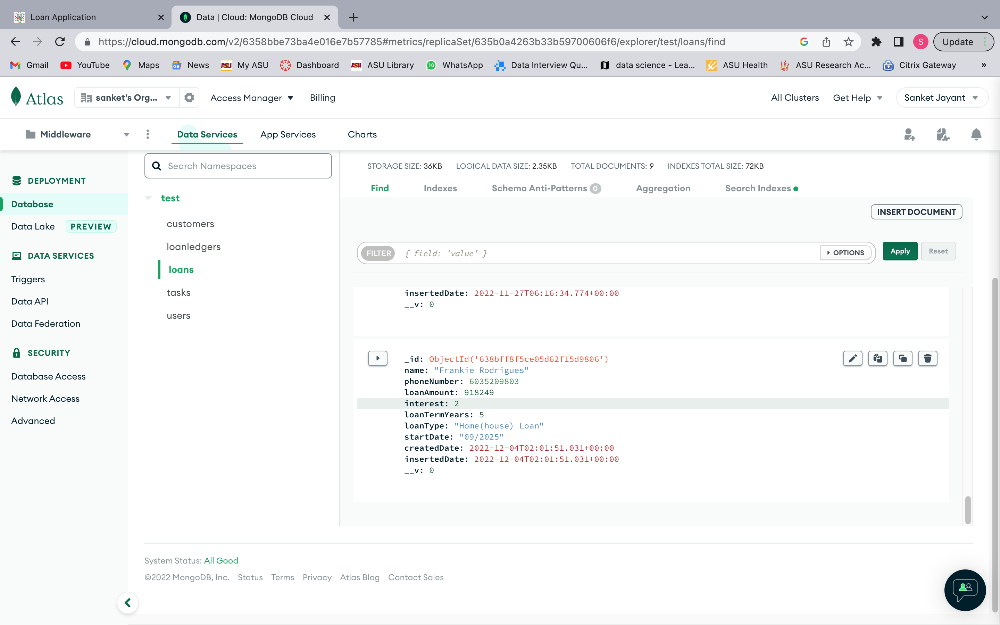 Loan Application
Data | Cloud: MongoDB Cloud
https://cloud.mongodb.com/v2/6358bbe73ba4e016e7b57785#metrics/replicaSet/635b0a4263b33b59700606f6/explorer/test/loans/find
S
Update
Gmail
YouTube
Maps
News
ASU My ASU
Dashboard
ASU ASU Library
10 WhatsApp
Data Interview Qu...
data science - Lea...
ASU Health
ASU Research Ac...
Citrix Gateway
»
Atlas
sanket's Org...
Access Manager
Billing
All Clusters
Get Help
Sanket Jayant
Middleware
Data Services
App Services
Charts
DEPLOYMENT
Database
Data Lake PREVIEW
DATA SERVICES
Triggers
Data API
Data Federation
SECURITY
Database Access
Network Access
Advanced
Search Namespaces
test
customers
loanledgers
loans
tasks
users
STORAGE SIZE: 36KB LOGICAL DATA SIZE: 2.35KB TOTAL DOCUMENTS: 9 INDEXES TOTAL SIZE: 72KB
Find Indexes Schema Anti-Patterns 0 Aggregation Search Indexes
INSERT DOCUMENT
FILTER { field: 'value' } OPTIONS Apply Reset
insertedDate: 2022-11-27T06:16:34.774+00:00
__v: 0
_id: ObjectId('638bff8f5ce05d62f15d9806')
name: "Frankie Rodrigues"
phoneNumber: 6035209803
loanAmount: 918249
interest: 2
loanTermYears: 5
loanType: "Home(house) Loan"
startDate: "09/2025"
createdDate: 2022-12-04T02:01:51.031+00:00
insertedDate: 2022-12-04T02:01:51.031+00:00
__v: 0
System Status: All Good
©2022 MongoDB, Inc. Status Terms Privacy Atlas Blog Contact Sales